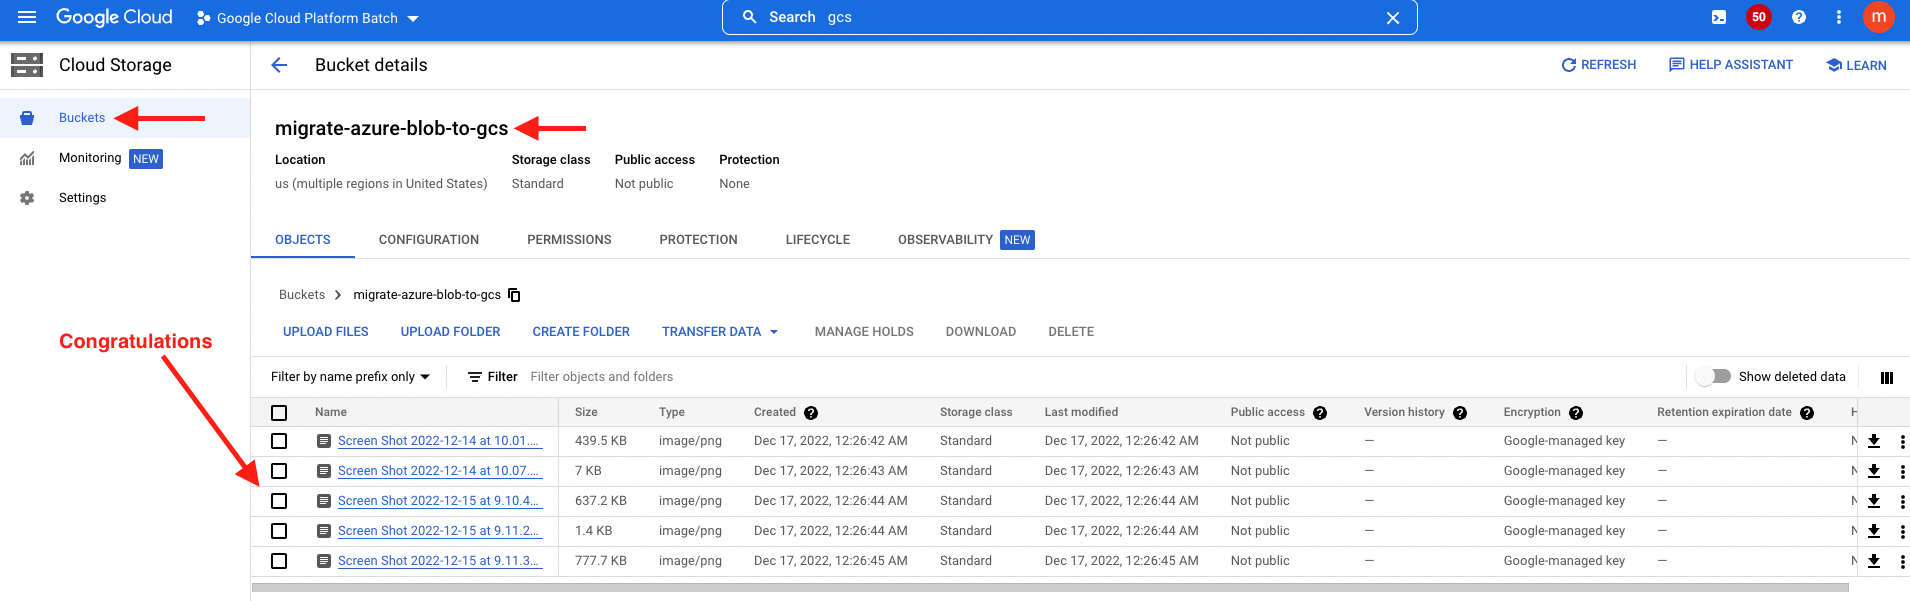 Google Cloud
Google Cloud Platform Batch
Search gcs
50
m
Cloud Storage
Bucket details
REFRESH
HELP ASSISTANT
LEARN
Buckets
Monitoring NEW
Settings
migrate-azure-blob-to-gcs
Location Storage class Public access Protection
us (multiple regions in United States) Standard Not public None
OBJECTS CONFIGURATION PERMISSIONS PROTECTION LIFECYCLE OBSERVABILITY NEW
Buckets > migrate-azure-blob-to-gcs
UPLOAD FILES UPLOAD FOLDER CREATE FOLDER TRANSFER DATA MANAGE HOLDS DOWNLOAD DELETE
Congratulations
Filter by name prefix only Filter Filter objects and folders Show deleted data
Name Size Type Created Storage class Last modified Public access Version history Encryption Retention expiration date
Screen Shot 2022-12-14 at 10.01.... 439.5 KB image/png Dec 17, 2022, 12:26:42 AM Standard Dec 17, 2022, 12:26:42 AM Not public — Google-managed key —
Screen Shot 2022-12-14 at 10.07.... 7 KB image/png Dec 17, 2022, 12:26:43 AM Standard Dec 17, 2022, 12:26:43 AM Not public — Google-managed key —
Screen Shot 2022-12-15 at 9.10.4... 637.2 KB image/png Dec 17, 2022, 12:26:44 AM Standard Dec 17, 2022, 12:26:44 AM Not public — Google-managed key —
Screen Shot 2022-12-15 at 9.11.2... 1.4 KB image/png Dec 17, 2022, 12:26:44 AM Standard Dec 17, 2022, 12:26:44 AM Not public — Google-managed key —
Screen Shot 2022-12-15 at 9.11.3... 777.7 KB image/png Dec 17, 2022, 12:26:45 AM Standard Dec 17, 2022, 12:26:45 AM Not public — Google-managed key —